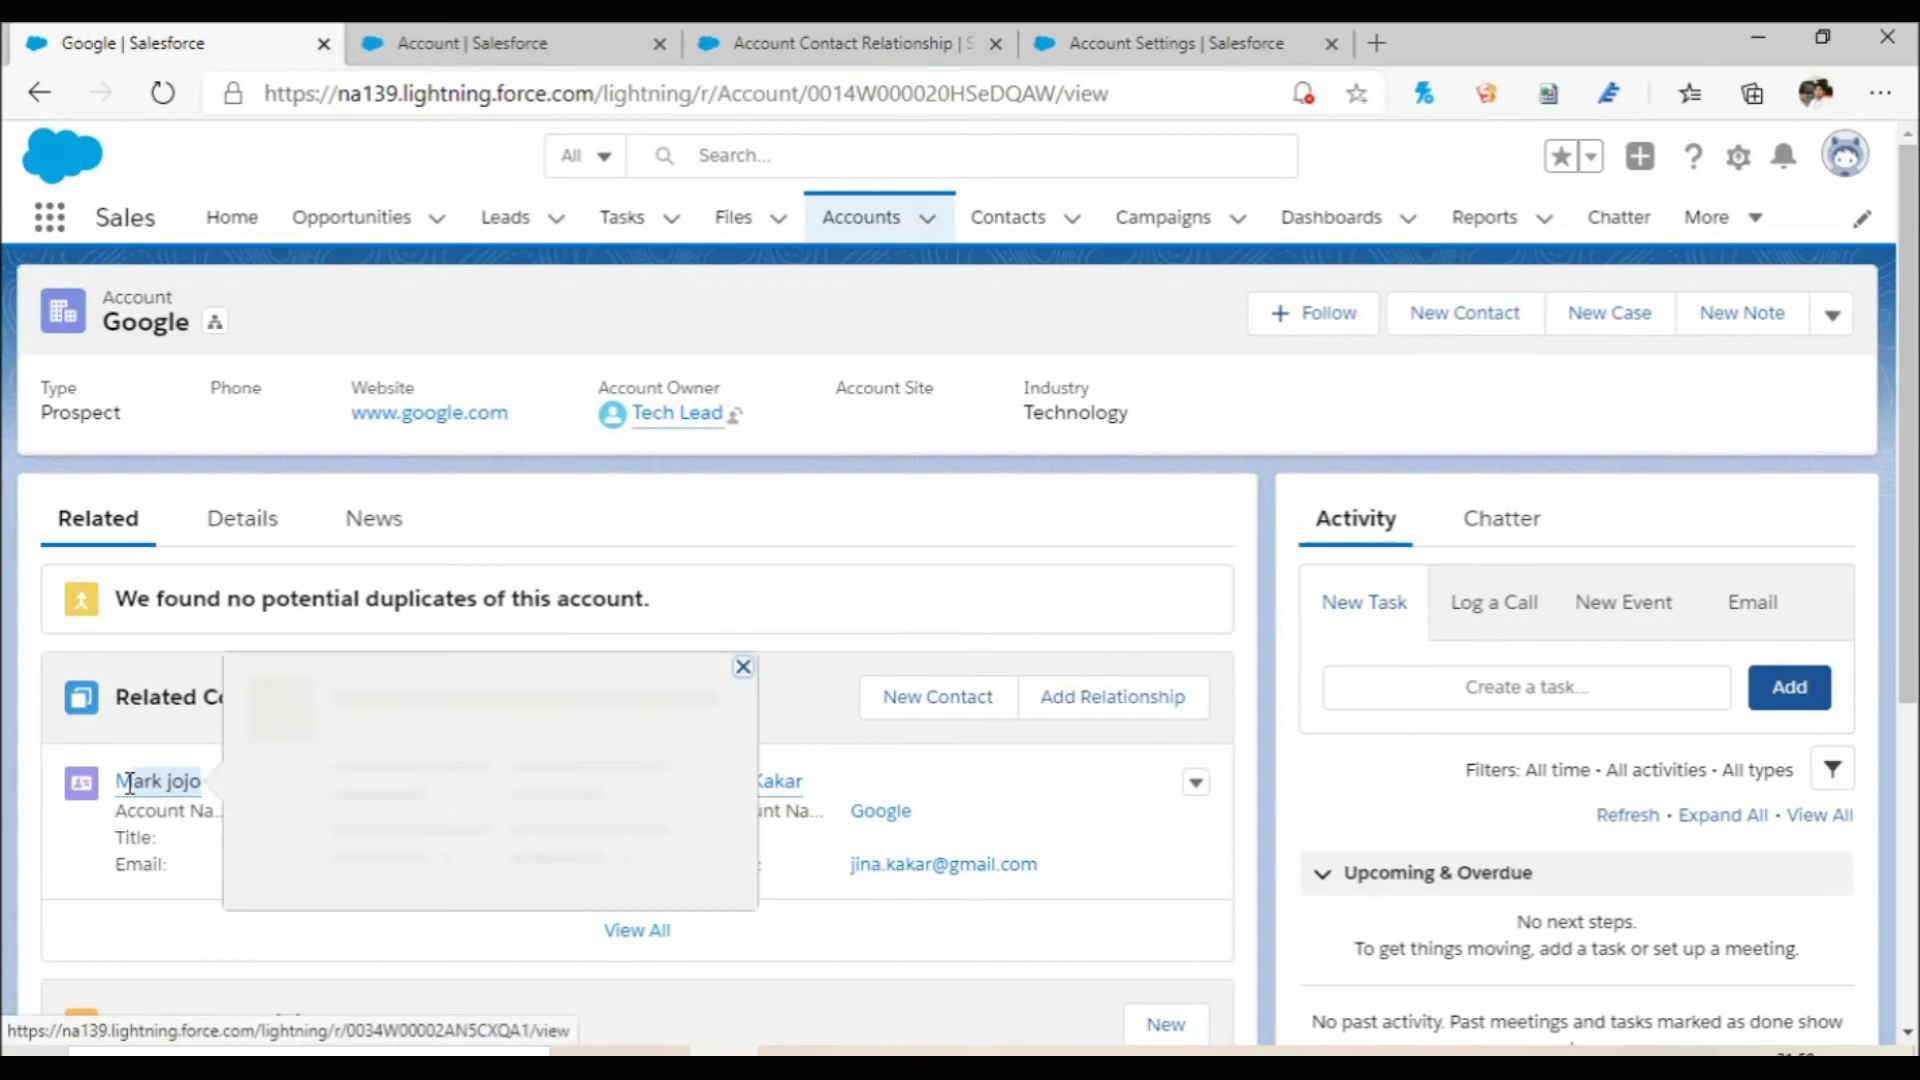 Google | Salesforce
Account | Salesforce
Account Contact Relationship | S
Account Settings | Salesforce
https://na139.lightning.force.com/lightning/r/Account/0014W000020HSeDQAW/view
All
Search...
Sales
Home
Opportunities
Leads
Tasks
Files
Accounts
Contacts
Campaigns
Dashboards
Reports
Chatter
More
Account
Google
Follow
New Contact
New Case
New Note
Type
Prospect
Phone
Website
www.google.com
Account Owner
Tech Lead
Account Site
Industry
Technology
Related
Details
News
We found no potential duplicates of this account.
Related Co
New Contact
Add Relationship
Mark jojo
Account Na...
Title:
Email:
Kakar
unt Na...
Google
jina.kakar@gmail.com
View All
New
Activity
Chatter
New Task
Log a Call
New Event
Email
Create a task...
Add
Filters: All time • All activities • All types
Refresh • Expand All • View All
Upcoming & Overdue
No next steps.
To get things moving, add a task or set up a meeting.
No past activity. Past meetings and tasks marked as done show
https://na139.lightning.force.com/lightning/r/0034W00002AN5CXQA1/view